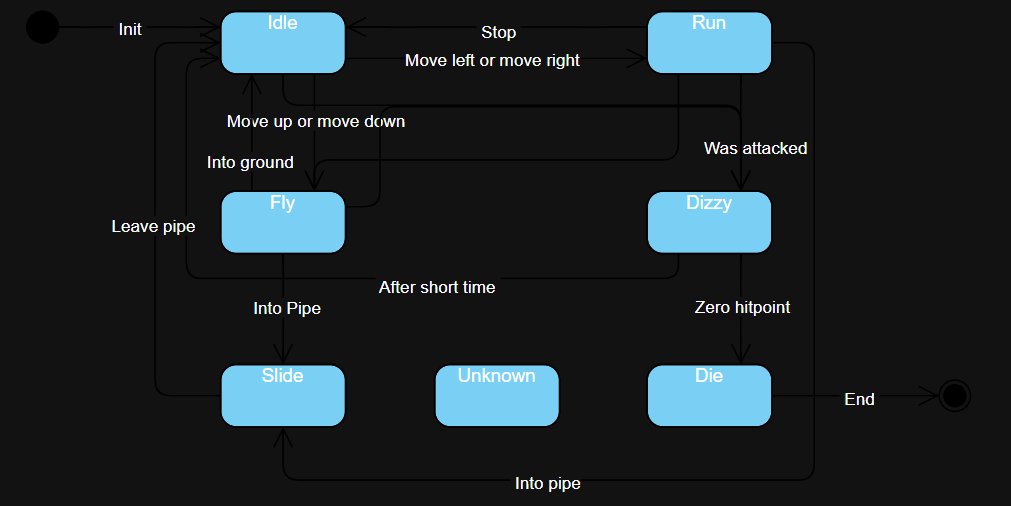 Idle
Run
Init
Stop
Move left or move right
Move up or move down
Was attacked
Into ground
Fly
Dizzy
Leave pipe
After short time
Into Pipe
Zero hitpoint
Slide
Unknown
Die
End
Into pipe